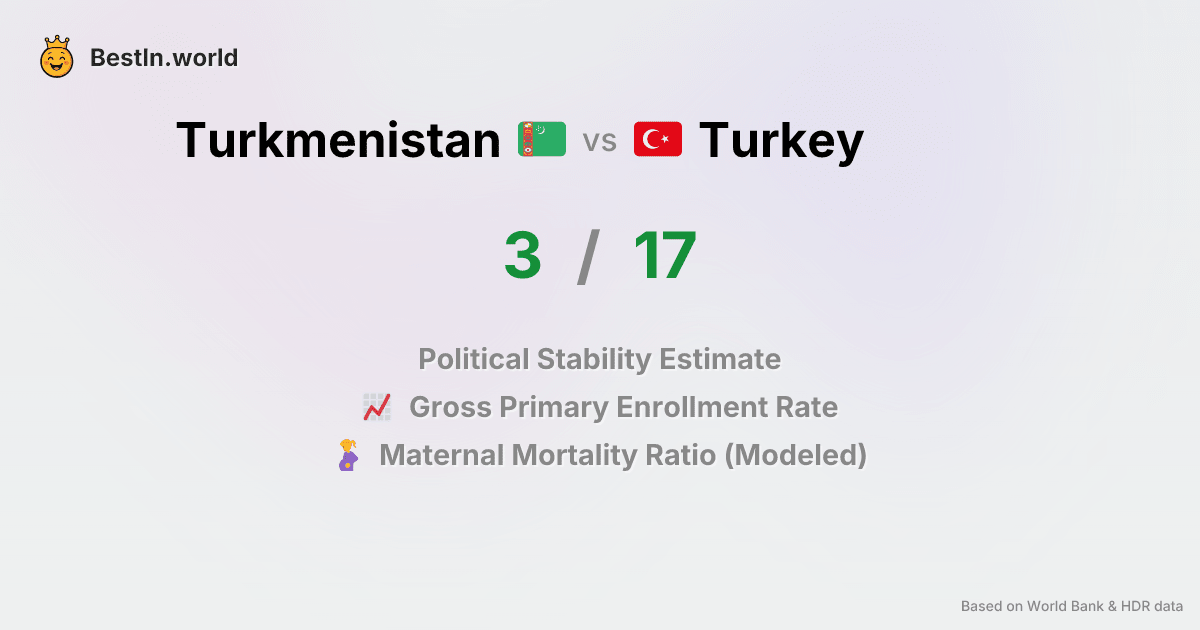 BestIn.world
Turkmenistan vs Turkey
3 / 17
Political Stability Estimate
Gross Primary Enrollment Rate
Maternal Mortality Ratio (Modeled)
Based on World Bank & HDR data